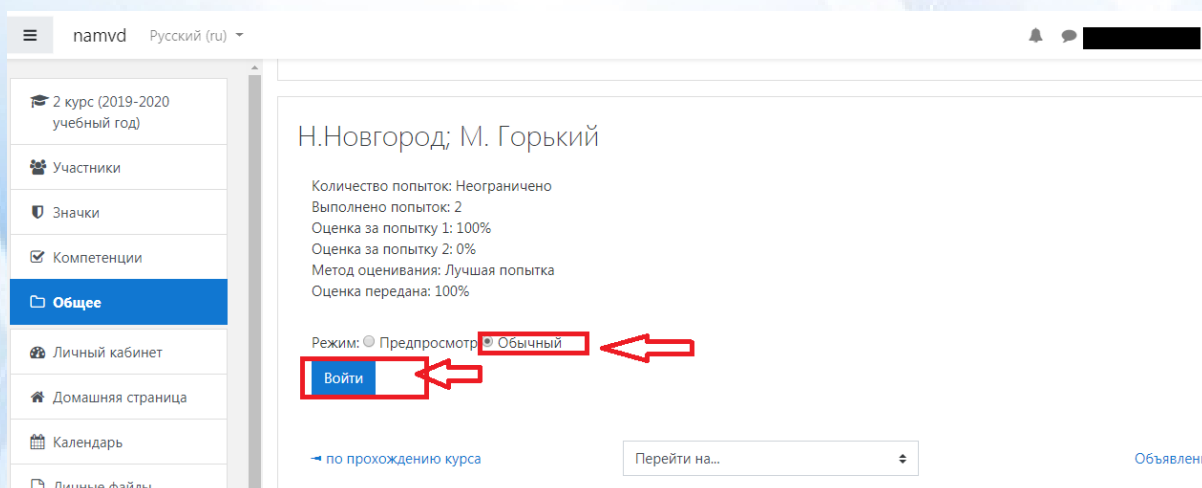 namvd Русский (ru)
2 курс (2019-2020
учебный год)
Участники
Значки
Компетенции
Общее
Личный кабинет
Домашняя страница
Календарь
Личные файлы
Н.Новгород; М. Горький
Количество попыток: Неограничено
Выполнено попыток: 2
Оценка за попытку 1: 100%
Оценка за попытку 2: 0%
Метод оценивания: Лучшая попытка
Оценка передана: 100%
Режим: Предпросмотр Обычный
Войти
по прохождению курса Перейти на...